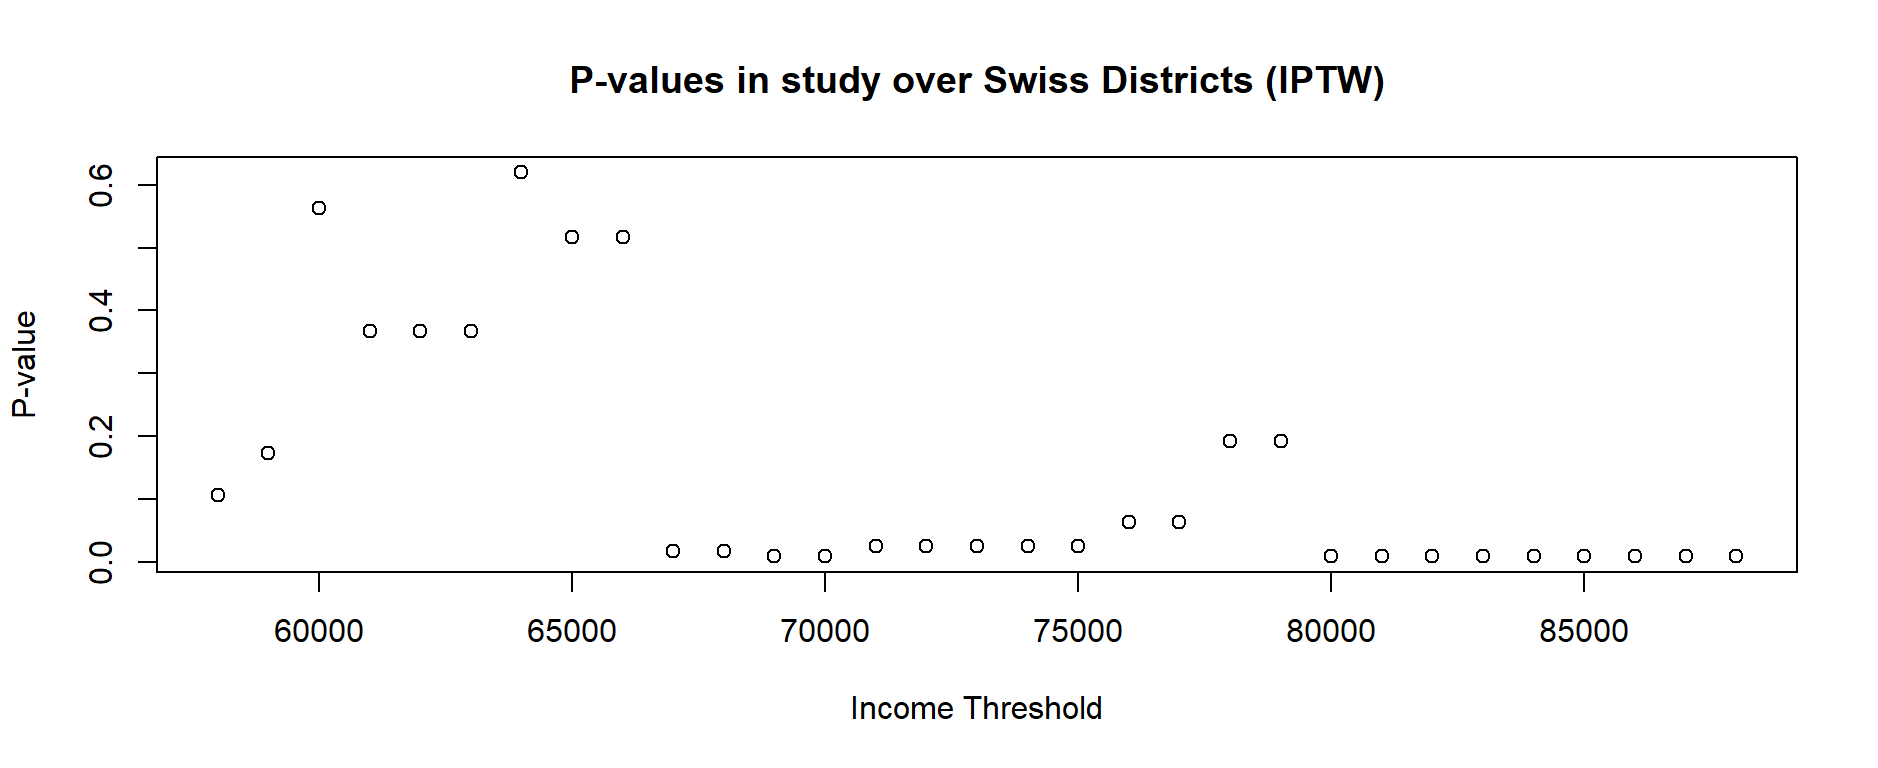 P-values in study over Swiss Districts (IPTW)
P-value
0.6
0.4
0.2
0.0
60000 65000 70000 75000 80000 85000
Income Threshold